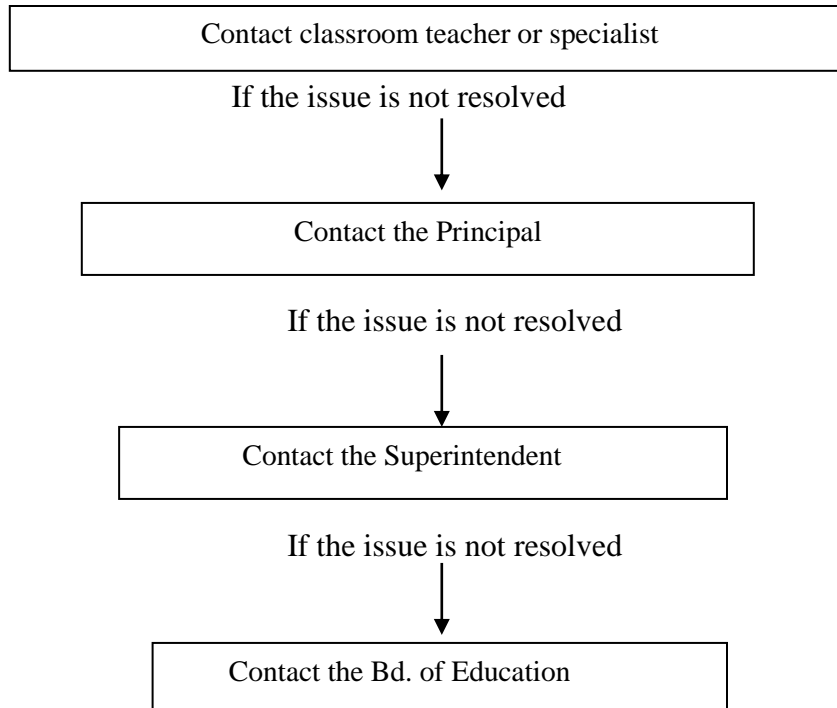 Contact classroom teacher or specialist
If the issue is not resolved
Contact the Principal
If the issue is not resolved
Contact the Superintendent
If the issue is not resolved
Contact the Bd. of Education